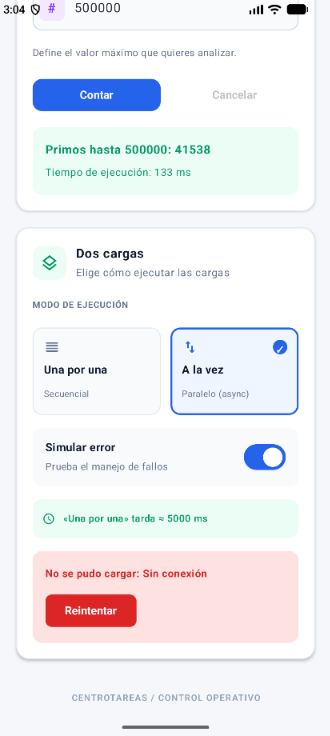 3:04
# 500000
Define el valor máximo que quieres analizar.
Contar Cancelar
Primos hasta 500000: 41538
Tiempo de ejecución: 133 ms
Dos cargas
Elige cómo ejecutar las cargas
MODO DE EJECUCIÓN
Una por una
Secuencial
A la vez
Paralelo (async)
Simular error
Prueba el manejo de fallos
«Una por una» tarda ≈ 5000 ms
No se pudo cargar: Sin conexión
Reintentar
CENTROTAREAS / CONTROL OPERATIVO